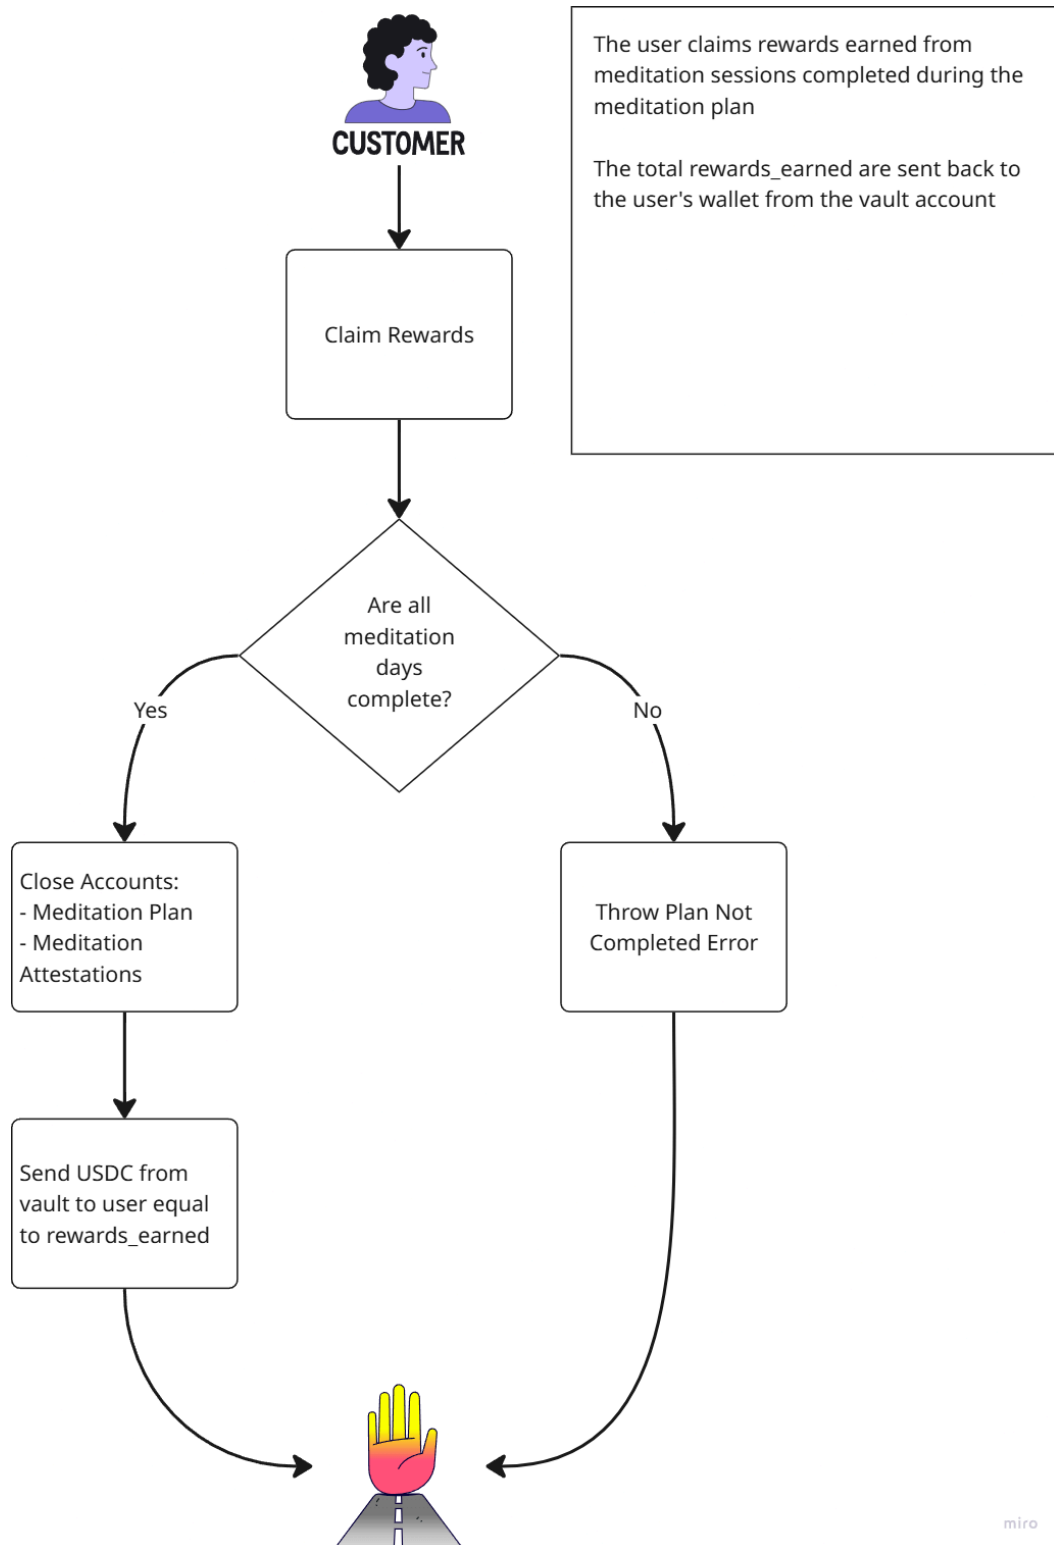 CUSTOMER
The user claims rewards earned from
meditation sessions completed during the
meditation plan
The total rewards_earned are sent back to
the user's wallet from the vault account
Claim Rewards
Are all
meditation
days
complete?
Yes
No
Close Accounts:
- Meditation Plan
- Meditation
Attestations
Throw Plan Not
Completed Error
Send USDC from
vault to user equal
to rewards_earned
miro